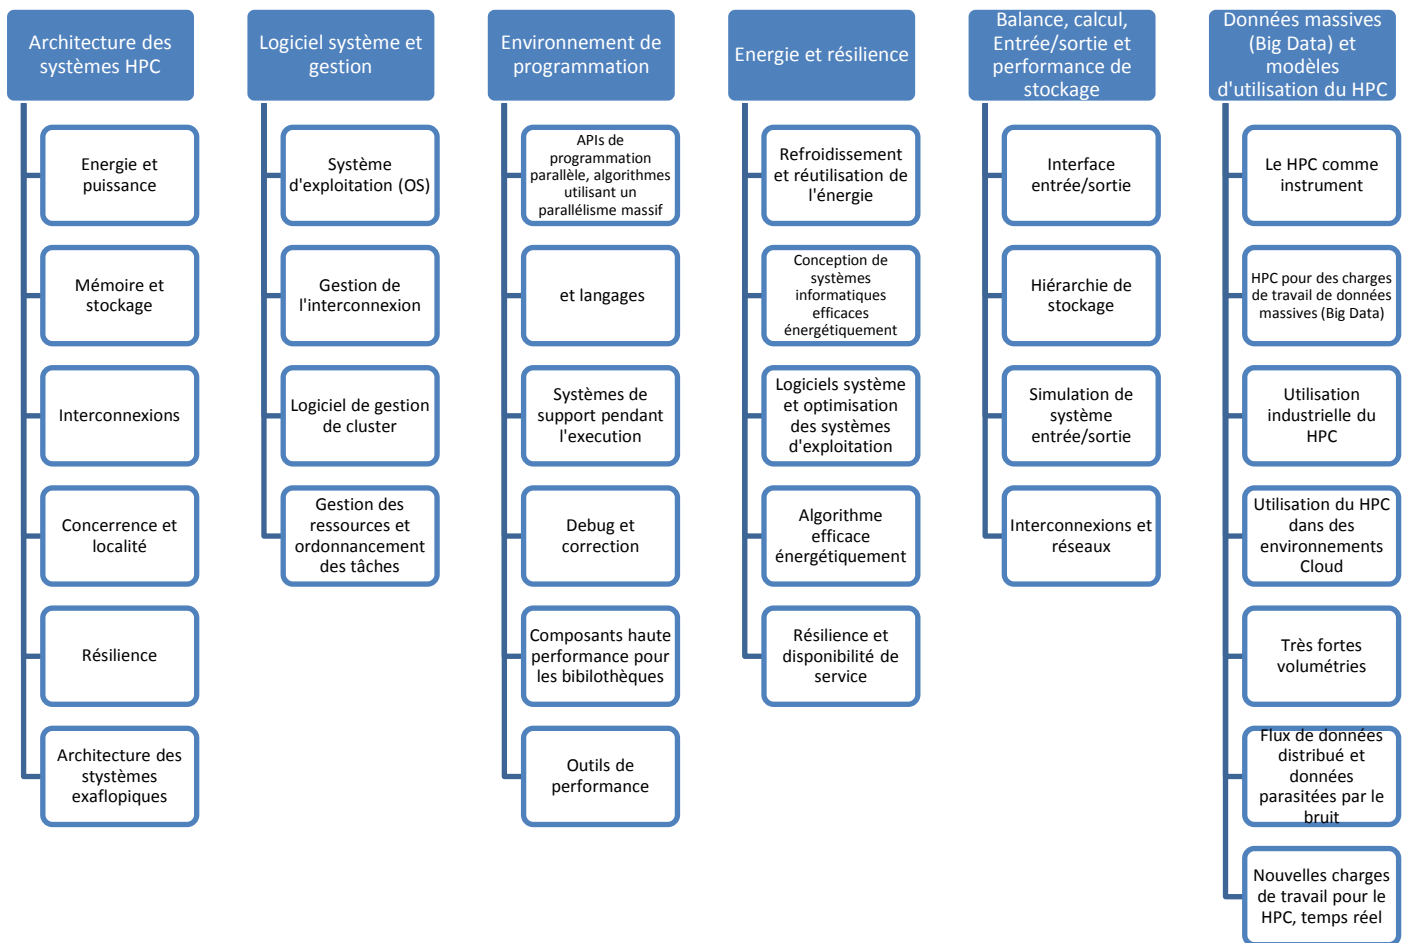 Architecture des
systèmes HPC
Energie et
puissance
Mémoire et
stockage
Interconnexions
Concerrence et
localité
Résilience
Architecture des
stystèmes
exaflopiques
Logiciel système et
gestion
Système
d'exploitation (OS)
Gestion de
l'interconnexion
Logiciel de gestion
de cluster
Gestion des
ressources et
ordonnancement
des tâches
Environnement de
programmation
APIs de
programmation
parallèle, algorithmes
utilisant un
parallélisme massif
et langages
Systèmes de
support pendant
l'execution
Debug et
correction
Composants haute
performance pour
les bibilothèques
Outils de
performance
Energie et résilience
Refroidissement
et réutilisation de
l'énergie
Conception de
systèmes
informatiques
efficaces
énergétiquement
Logiciels système
et optimisation
des systèmes
d'exploitation
Algorithme
efficace
énergétiquement
Résilience et
disponibilité de
service
Balance, calcul,
Entrée/sortie et
performance de
stockage
Interface
entrée/sortie
Hiérarchie de
stockage
Simulation de
système
entrée/sortie
Interconnexions et
réseaux
Données massives
(Big Data) et
modèles
d'utilisation du HPC
Le HPC comme
instrument
HPC pour des charges
de travail de données
massives (Big Data)
Utilisation
industrielle du
HPC
Utilisation du HPC
dans des
environnements
Cloud
Très fortes
volumétries
Flux de données
distribué et
données
parasitées par le
bruit
Nouvelles charges
de travail pour le
HPC, temps réel